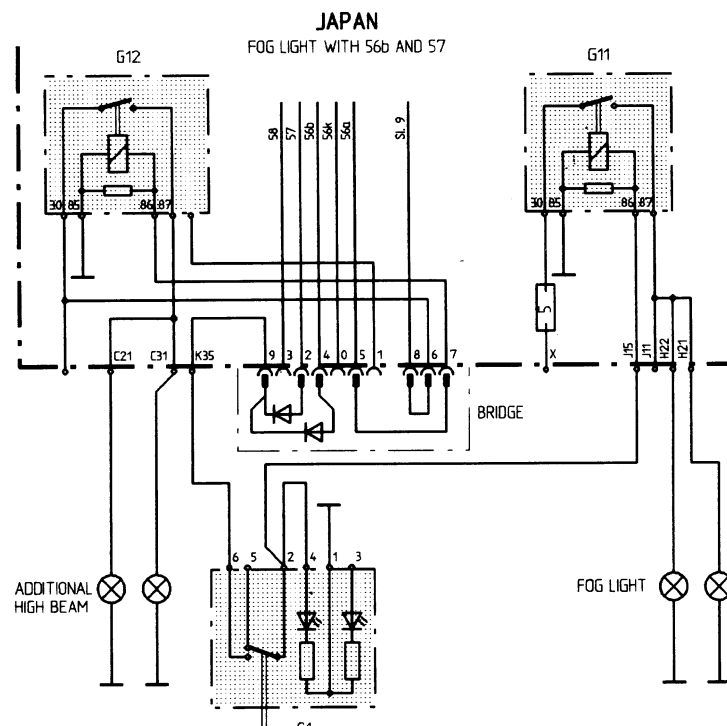 JAPAN
FOG LIGHT WITH 56b AND 57
G12
G11
58
57
56b
56k
56a
SI. 9
30 85 86 87
30 85 86 87
5
C21 C31 K35
9 3 2 4 0 5 1 8 6 7
X
J15 J11 H22 H21
BRIDGE
6 5 2 4 1 3
ADDITIONAL
HIGH BEAM
FOG LIGHT